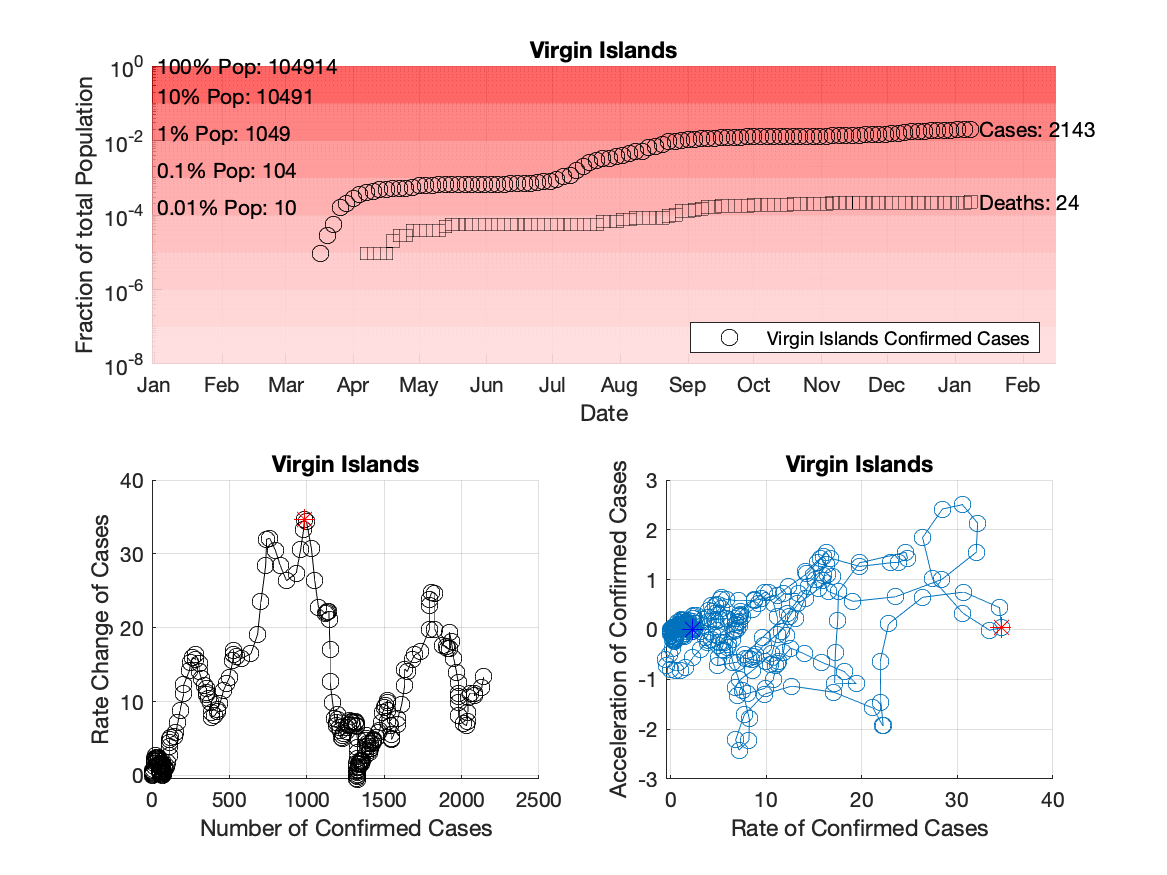 Virgin Islands
Fraction of total Population
10^0
10^-2
10^-4
10^-6
10^-8
100% Pop: 104914
10% Pop: 10491
1% Pop: 1049
0.1% Pop: 104
0.01% Pop: 10
Cases: 2143
Deaths: 24
Virgin Islands Confirmed Cases
Jan Feb Mar Apr May Jun Jul Aug Sep Oct Nov Dec Jan Feb
Date
Virgin Islands
Rate Change of Cases
40
30
20
10
0
0 500 1000 1500 2000 2500
Number of Confirmed Cases
Virgin Islands
Acceleration of Confirmed Cases
3
2
1
0
-1
-2
-3
0 10 20 30 40
Rate of Confirmed Cases